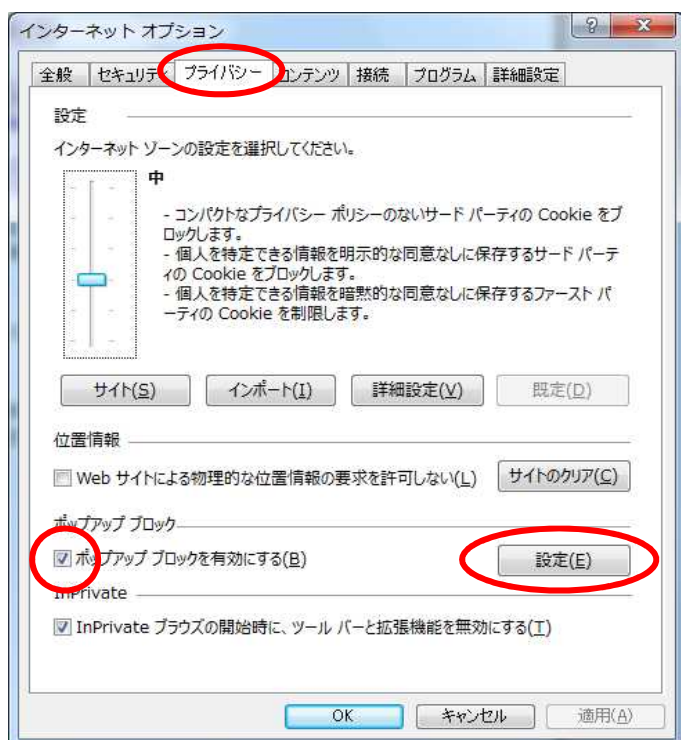 インターネット オプション
全般 セキュリティ プライバシー コンテンツ 接続 プログラム 詳細設定
設定
インターネット ゾーンの設定を選択してください。
中
- コンパクトなプライバシー ポリシーのないサード パーティの Cookie をブ
ロックします。
- 個人を特定できる情報を明示的な同意なしに保存するサード パーテ
ィの Cookie をブロックします。
- 個人を特定できる情報を暗黙的な同意なしに保存するファースト パ
ーティの Cookie を制限します。
サイト(S) インポート(I) 詳細設定(V) 既定(D)
位置情報
Web サイトによる物理的な位置情報の要求を許可しない(L) サイトのクリア(C)
ポップアップ ブロック
ポップアップ ブロックを有効にする(B) 設定(E)
InPrivate
InPrivate ブラウズの開始時に、ツール バーと拡張機能を無効にする(T)
OK キャンセル 適用(A)